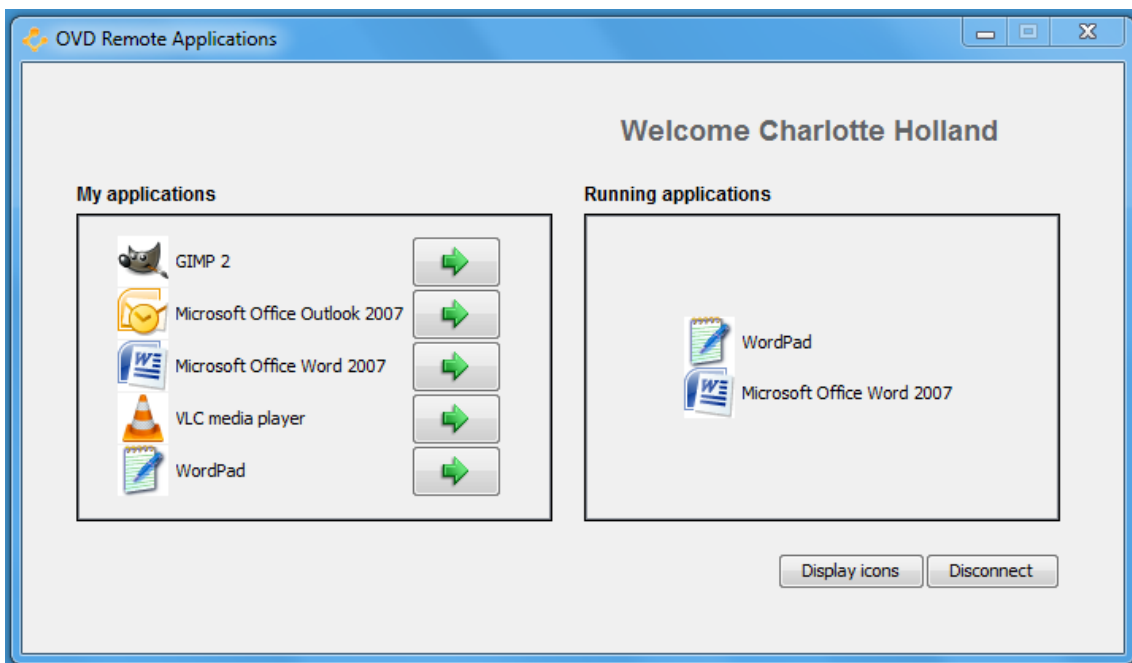 OVD Remote Applications
Welcome Charlotte Holland
My applications
GIMP 2
Microsoft Office Outlook 2007
Microsoft Office Word 2007
VLC media player
WordPad
Running applications
WordPad
Microsoft Office Word 2007
Display icons
Disconnect